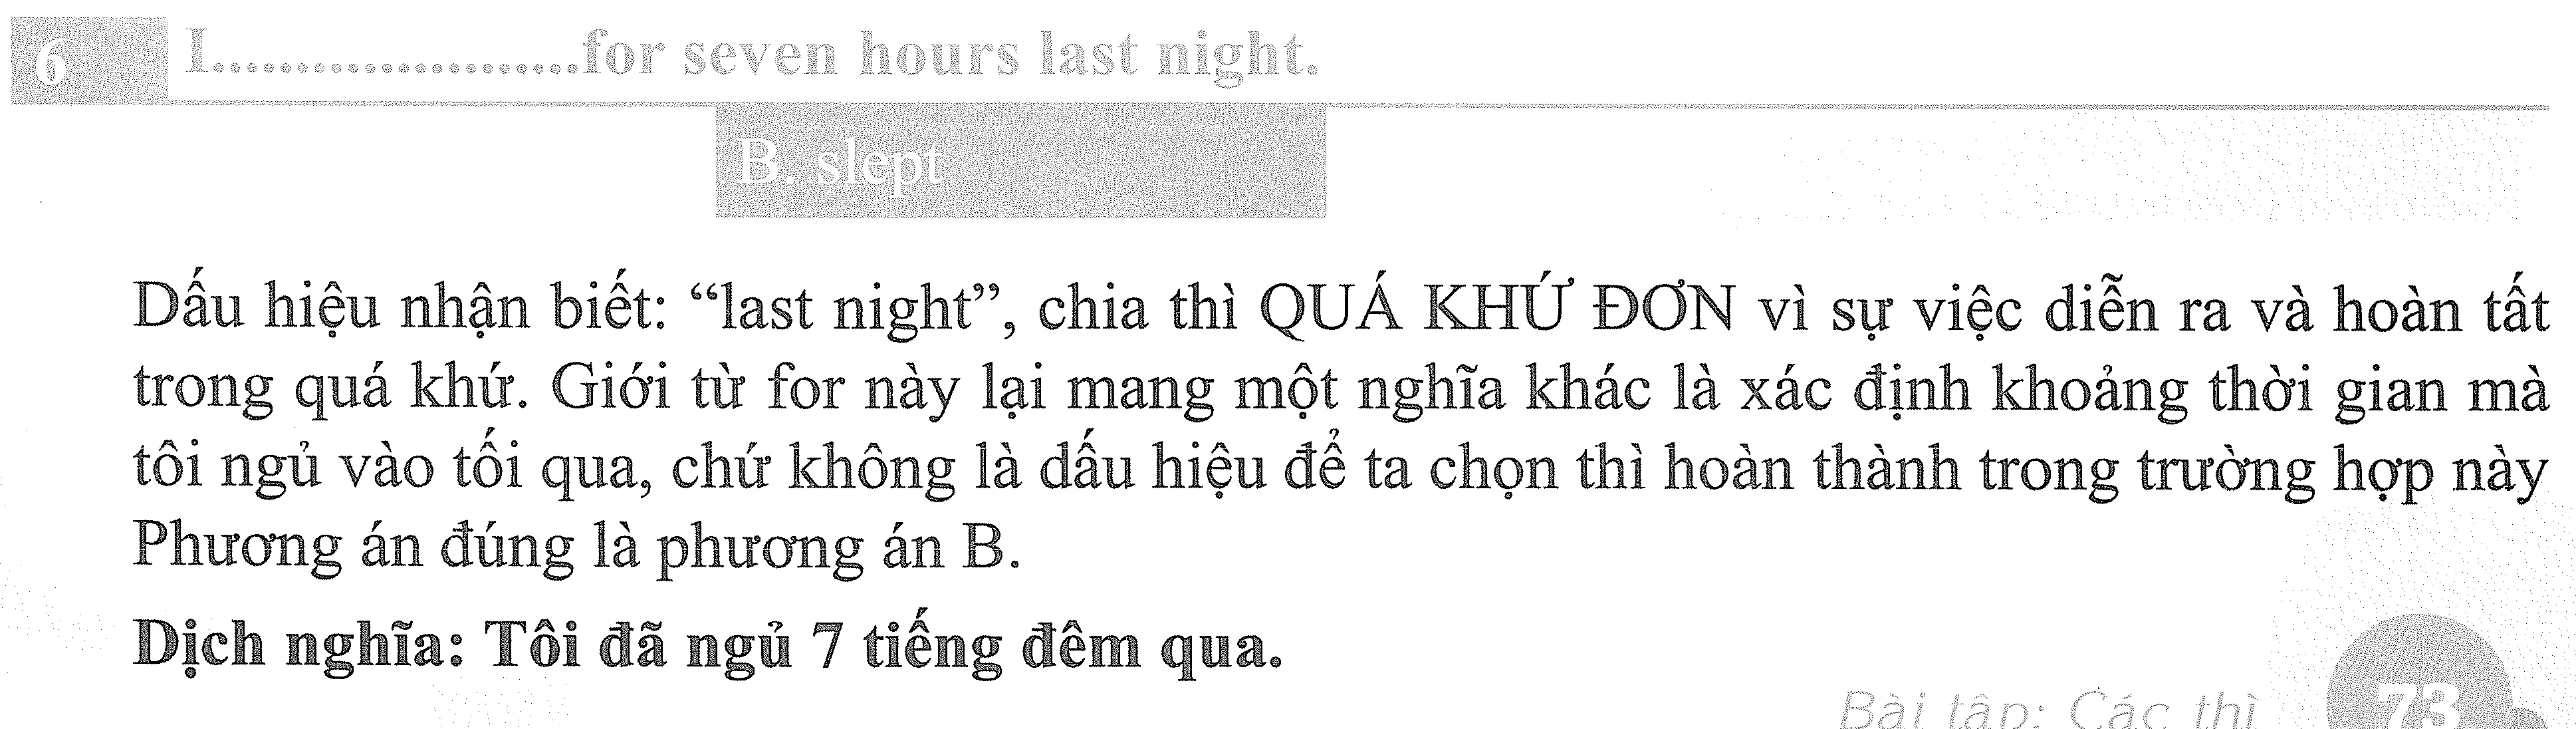 6 I......................for seven hours last night.
B. slept
Dấu hiệu nhận biết: “last night”, chia thì QUÁ KHỨ ĐƠN vì sự việc diễn ra và hoàn tất
trong quá khứ. Giới từ for này lại mang một nghĩa khác là xác định khoảng thời gian mà
tôi ngủ vào tối qua, chứ không là dấu hiệu để ta chọn thì hoàn thành trong trường hợp này
Phương án đúng là phương án B.
Dịch nghĩa: Tôi đã ngủ 7 tiếng đêm qua.
Bài tập: Các thì 73